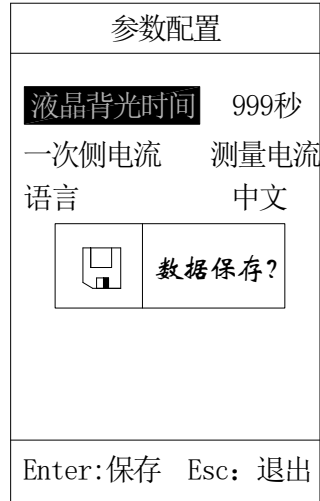 参数配置
液晶背光时间 999秒
一次侧电流 测量电流
语言 中文
数据保存?
Enter:保存 Esc：退出